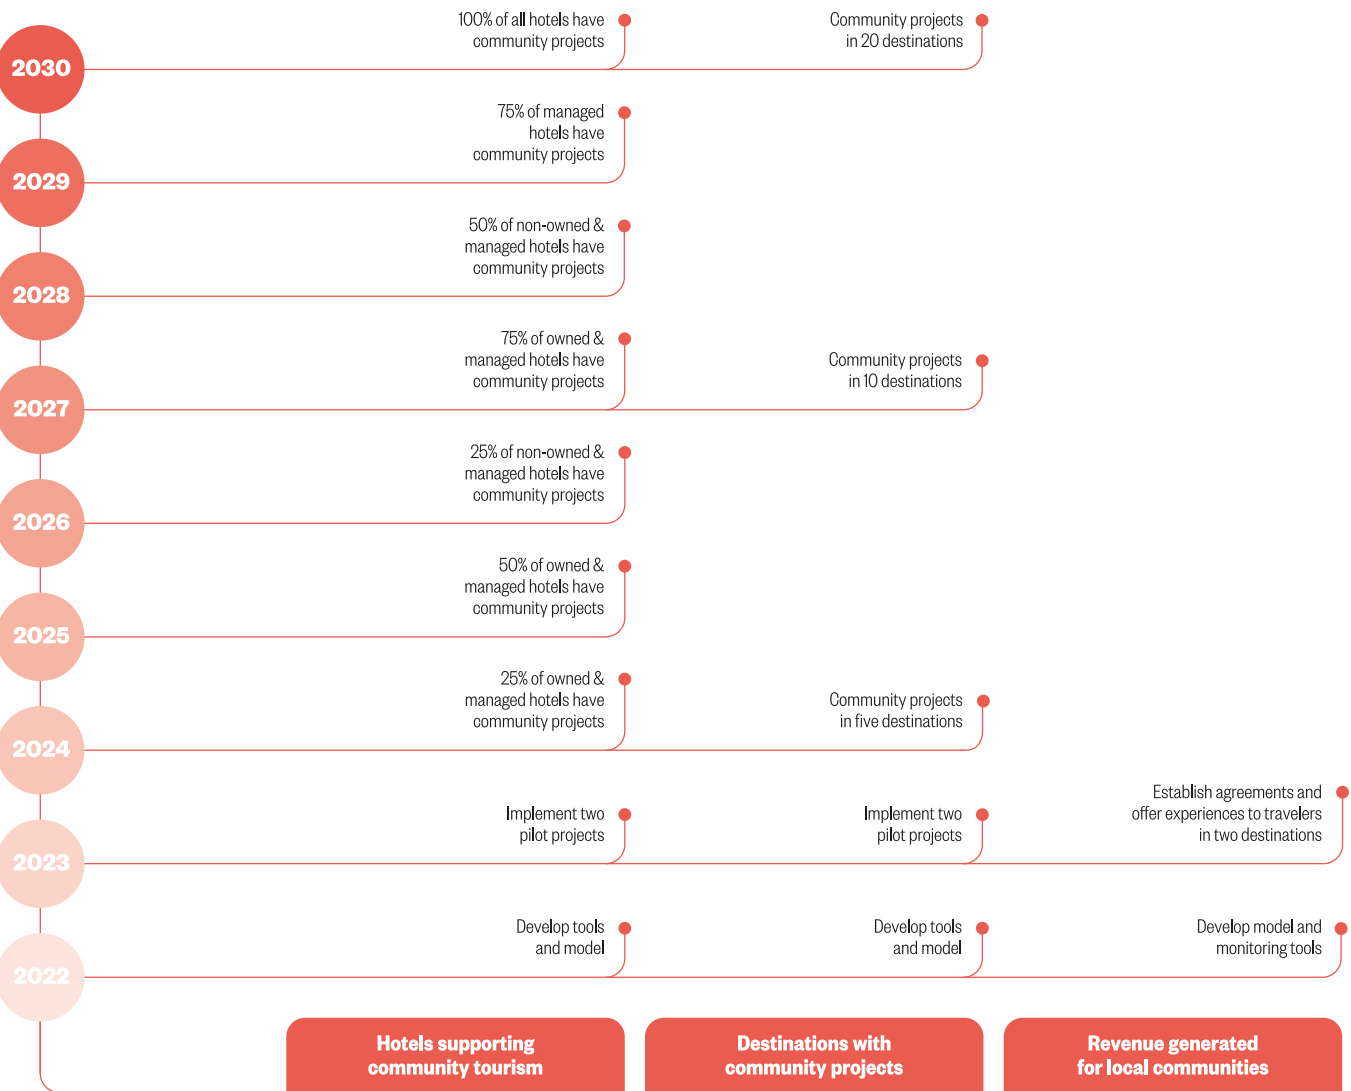 100% of all hotels have
community projects
Community projects
in 20 destinations
2030
75% of managed
hotels have
community projects
2029
50% of non-owned &
managed hotels have
community projects
2028
75% of owned &
managed hotels have
community projects
Community projects
in 10 destinations
2027
25% of non-owned &
managed hotels have
community projects
2026
50% of owned &
managed hotels have
community projects
2025
25% of owned &
managed hotels have
community projects
Community projects
in five destinations
2024
Implement two
pilot projects
Implement two
pilot projects
Establish agreements and
offer experiences to travelers
in two destinations
2023
Develop tools
and model
Develop tools
and model
Develop model and
monitoring tools
2022
Hotels supporting
community tourism
Destinations with
community projects
Revenue generated
for local communities